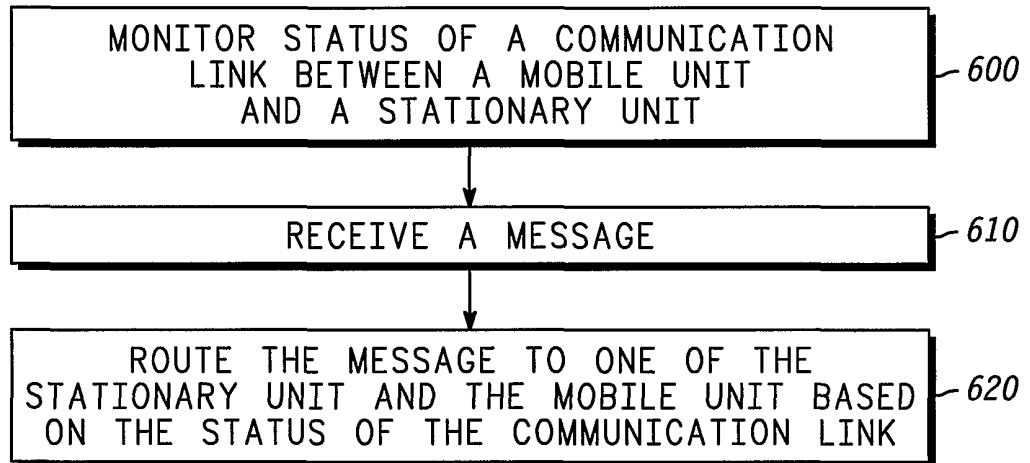 MONITOR STATUS OF A COMMUNICATION
LINK BETWEEN A MOBILE UNIT
AND A STATIONARY UNIT
600
RECEIVE A MESSAGE
610
ROUTE THE MESSAGE TO ONE OF THE
STATIONARY UNIT AND THE MOBILE UNIT BASED
ON THE STATUS OF THE COMMUNICATION LINK
620